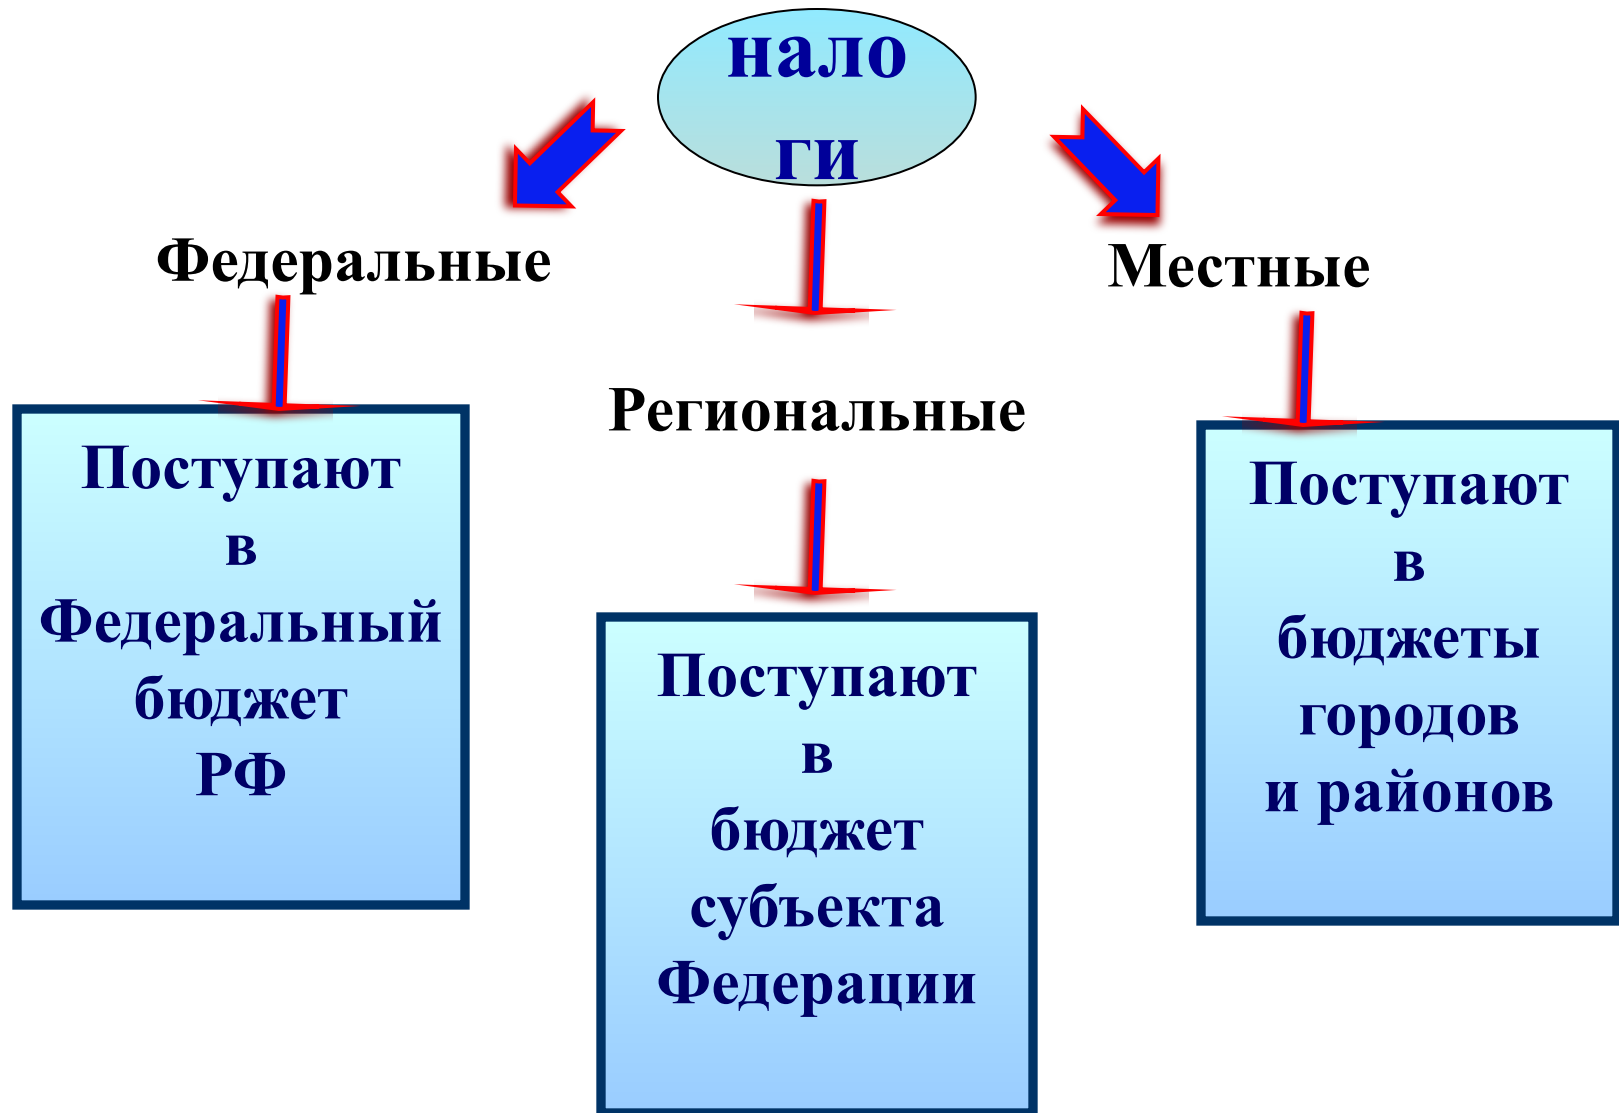 нало
ги
Федеральные
Поступают
в
Федеральный
бюджет
РФ
Региональные
Поступают
в
бюджет
субъекта
Федерации
Местные
Поступают
в
бюджеты
городов
и районов